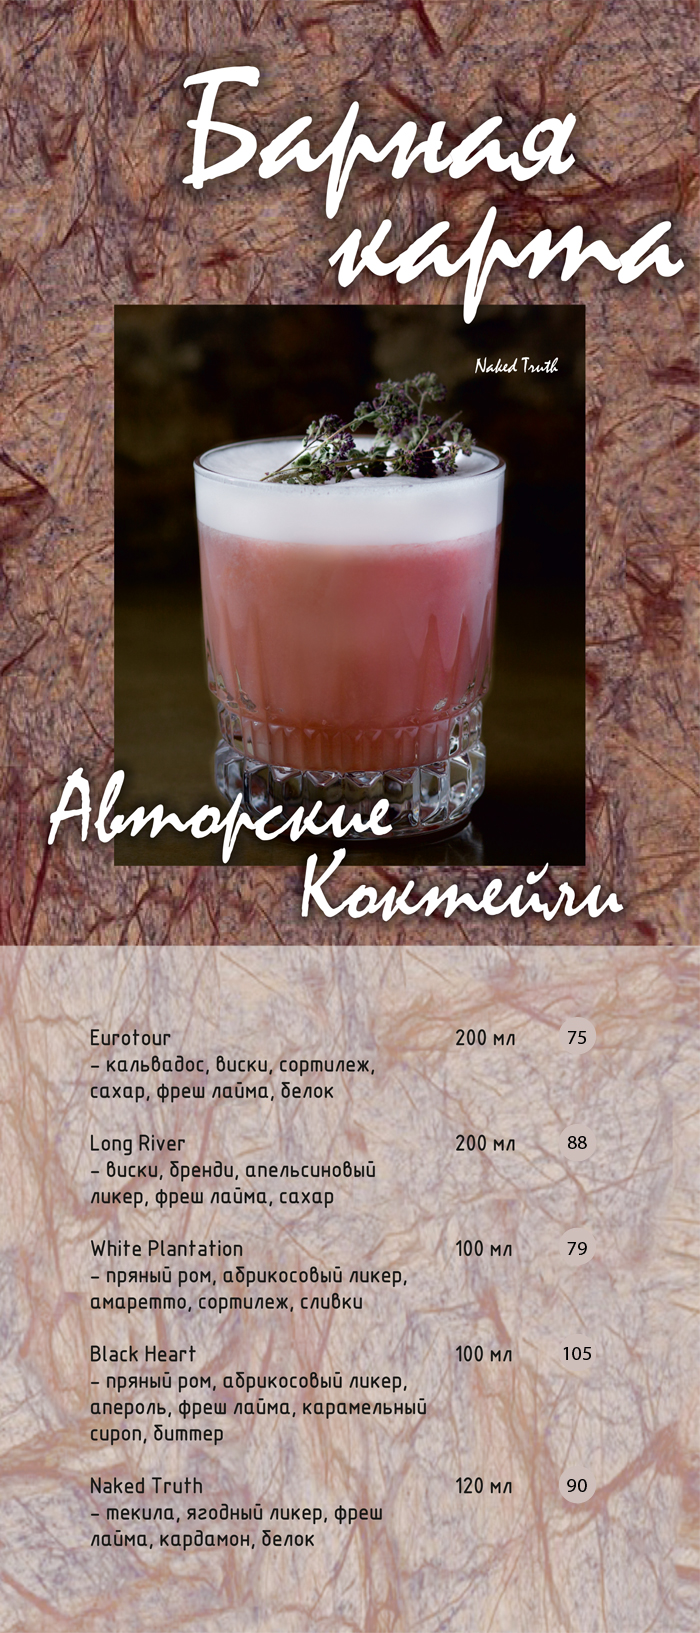 Барная
карта
Naked Truth
Авторские
Коктейли
Eurotour 200 мл 75
– кальвадос, виски, сортилеж,
сахар, фреш лайма, белок
Long River 200 мл 88
– виски, бренди, апельсиновый
ликер, фреш лайма, сахар
White Plantation 100 мл 79
– пряный ром, абрикосовый ликер,
амаретто, сортилеж, сливки
Black Heart 100 мл 105
– пряный ром, абрикосовый ликер,
апероль, фреш лайма, карамельный
сироп, биттер
Naked Truth 120 мл 90
– текила, ягодный ликер, фреш
лайма, кардамон, белок